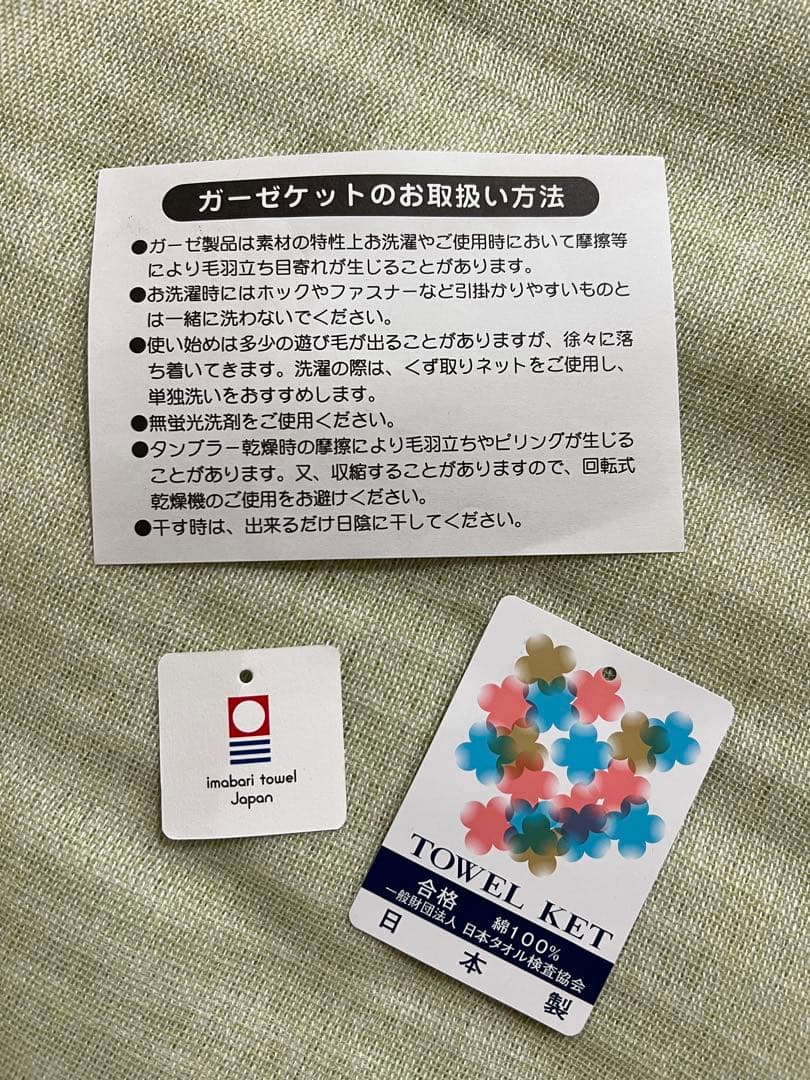 ガーゼケットのお取扱い方法
●ガーゼ製品は素材の特性上お洗濯やご使用時において摩擦等
により毛羽立ち目寄れが生じることがあります。
●お洗濯時にはホックやファスナーなど引掛かりやすいものと
は一緒に洗わないでください。
●使い始めは多少の遊び毛が出ることがありますが、徐々に落
ち着いてきます。洗濯の際は、くず取りネットをご使用し、
単独洗いをおすすめします。
●無蛍光洗剤をご使用ください。
●タンブラー乾燥時の摩擦により毛羽立ちやピリングが生じる
ことがあります。又、収縮することがありますので、回転式
乾燥機のご使用をお避けください。
●干す時は、出来るだけ日陰に干してください。
imabari towel
Japan
TOWEL KET
合格 綿100%
一般財団法人 日本タオル検査協会
日本製